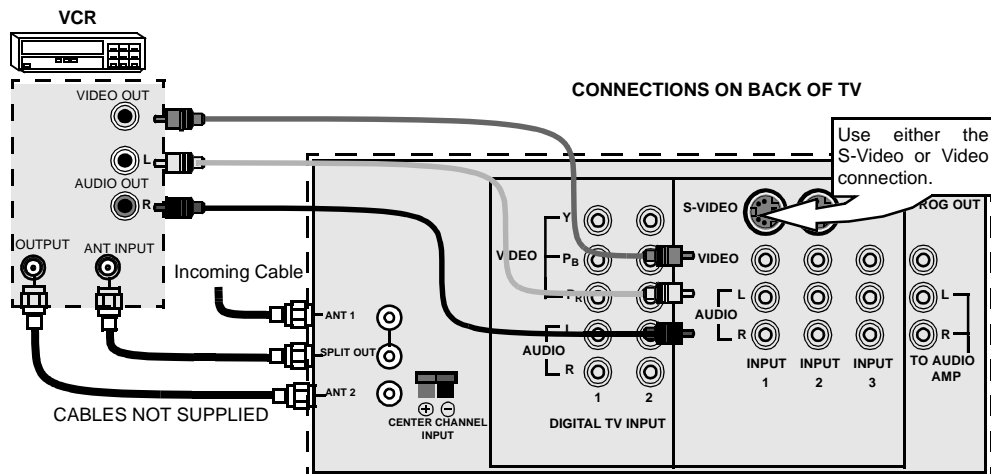 VCR
VIDEO OUT
L
AUDIO OUT
R
OUTPUT
ANT INPUT
CONNECTIONS ON BACK OF TV
Use either the
S-Video or Video
connection.
Incoming Cable
ANT 1
SPLIT OUT
ANT 2
CABLES NOT SUPPLIED
+ −
CENTER CHANNEL
INPUT
Y
VIDEO
PB
PR
L
AUDIO
R
1 2
DIGITAL TV INPUT
S-VIDEO
VIDEO
L
AUDIO
R
INPUT
1
INPUT
2
INPUT
3
ROG OUT
L
R
TO AUDIO
AMP